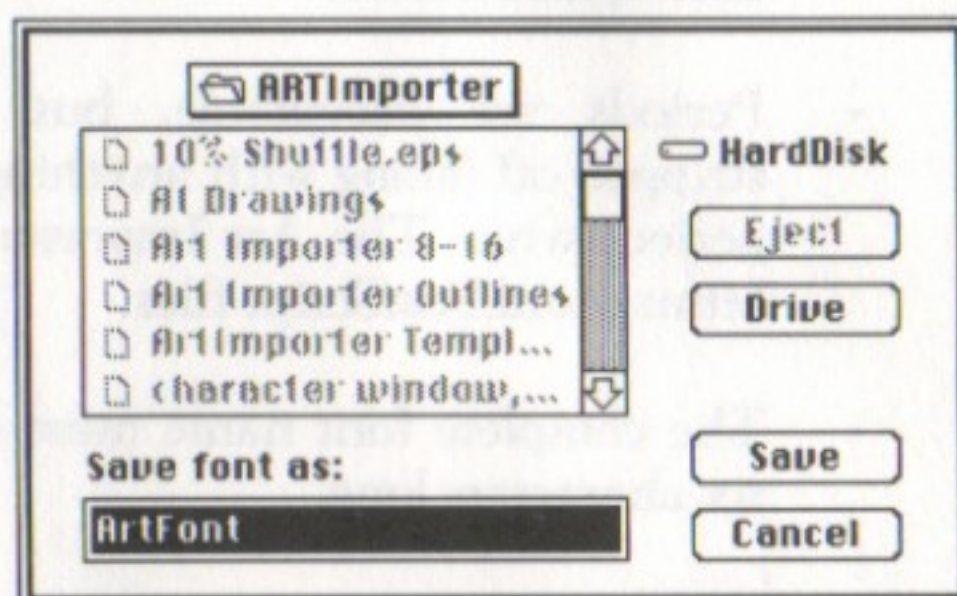 ARTImporter
10% Shuttle.eps
AI Drawings
Art Importer 8-16
Art Importer Outlines
ArtImporter Templ...
character window,...
HardDisk
Eject
Drive
Save font as:
ArtFont
Save
Cancel